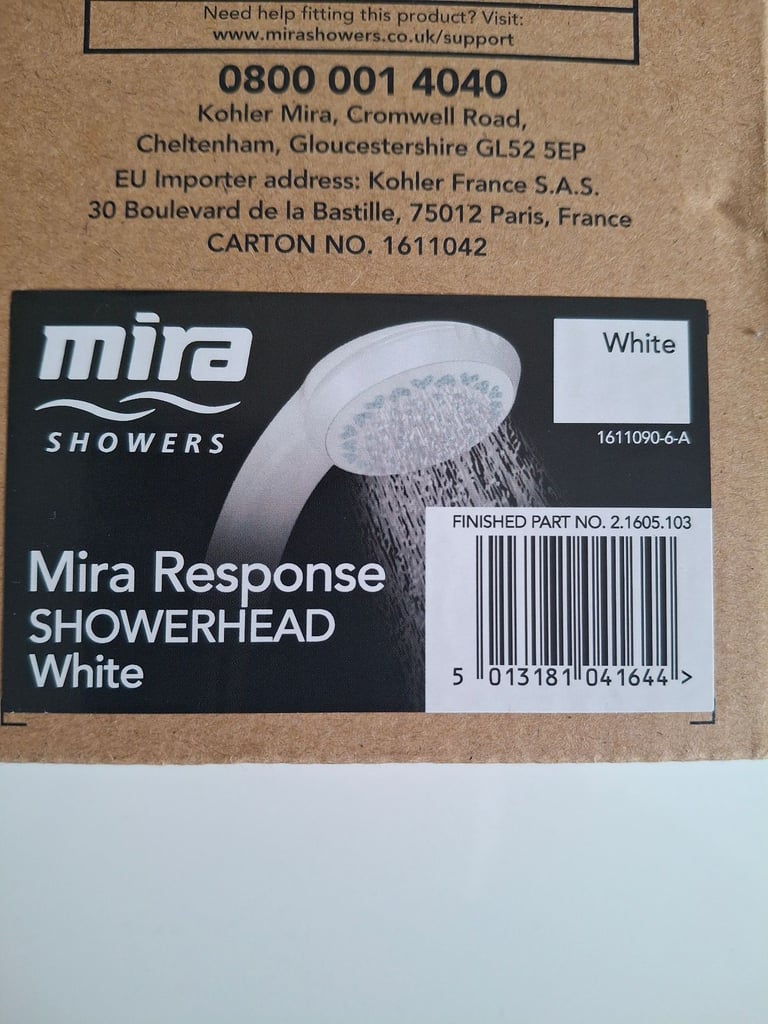 Need help fitting this product? Visit:
www.mirashowers.co.uk/support
0800 001 4040
Kohler Mira, Cromwell Road,
Cheltenham, Gloucestershire GL52 5EP
EU Importer address: Kohler France S.A.S.
30 Boulevard de la Bastille, 75012 Paris, France
CARTON NO. 1611042
mira
SHOWERS
White
1611090-6-A
FINISHED PART NO. 2.1605.103
Mira Response
SHOWERHEAD
White
5 013181 041644 >